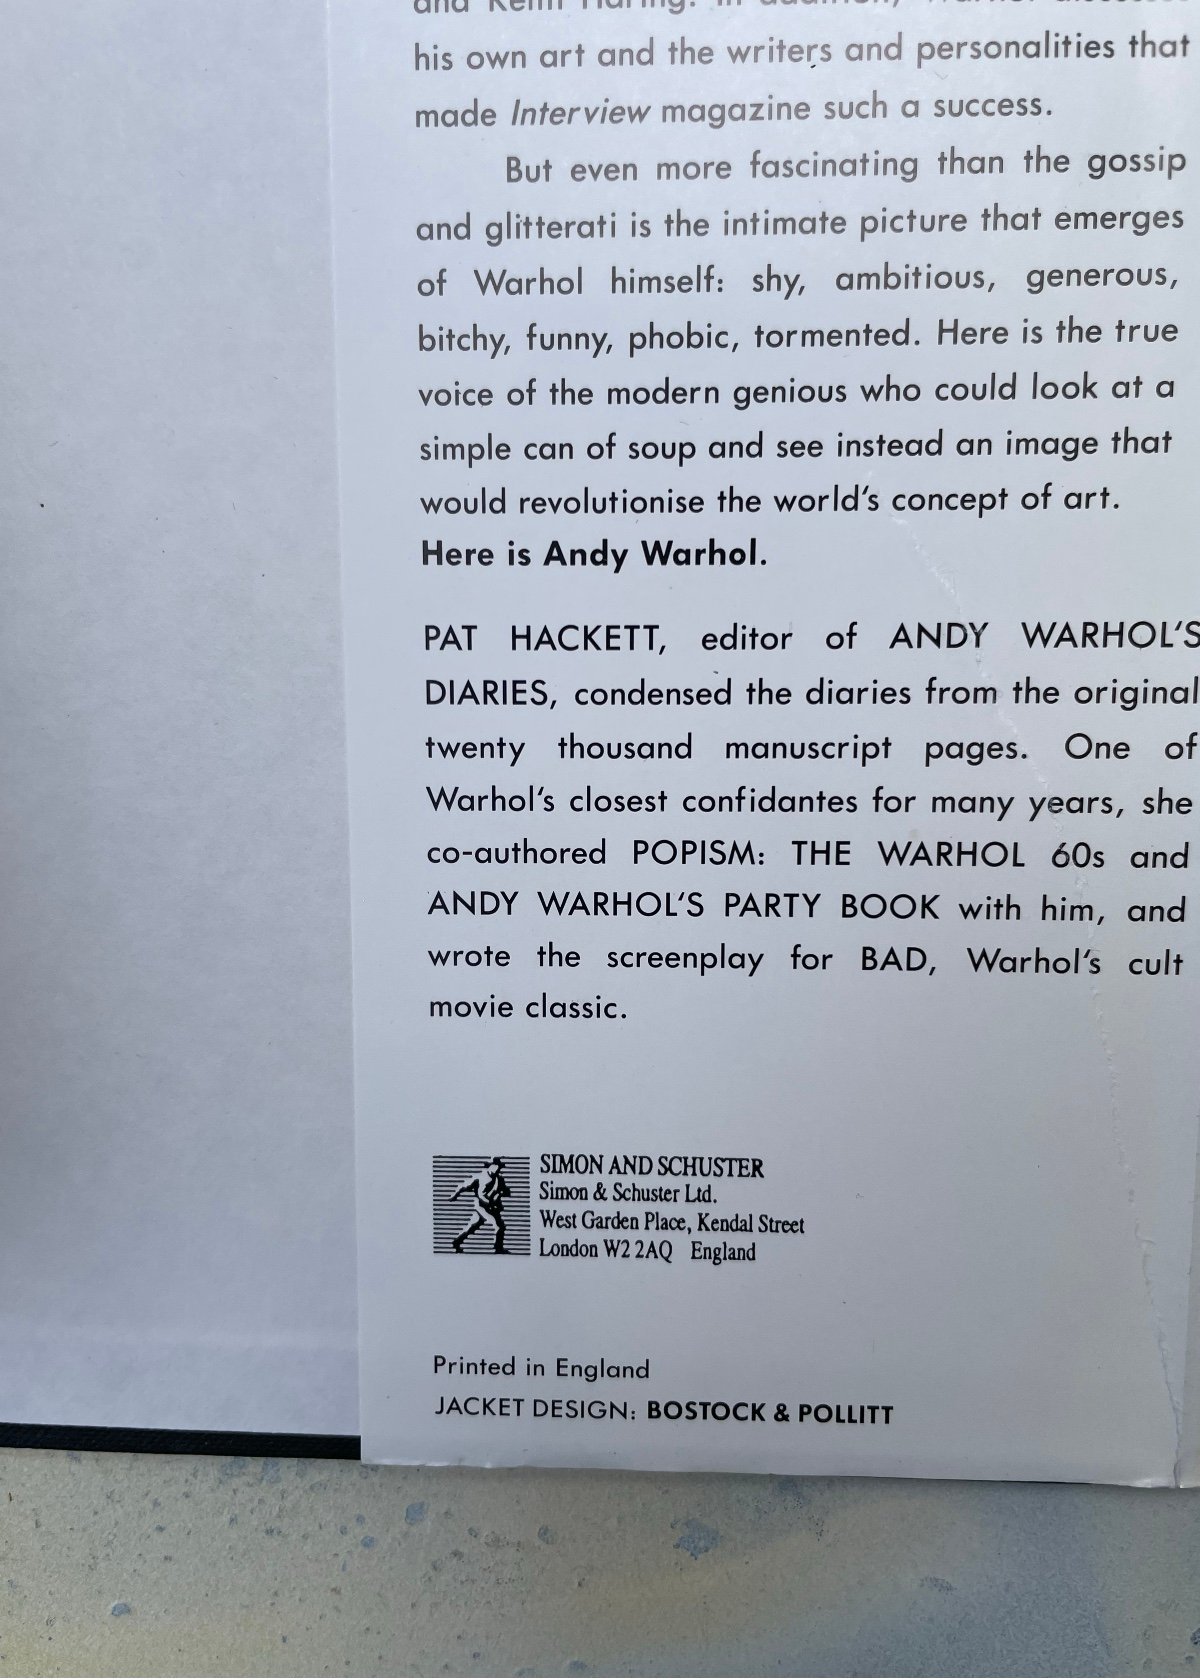 and Keith Haring. In addition, Warhol discusses
his own art and the writers and personalities that
made Interview magazine such a success.
But even more fascinating than the gossip
and glitterati is the intimate picture that emerges
of Warhol himself: shy, ambitious, generous,
bitchy, funny, phobic, tormented. Here is the true
voice of the modern genious who could look at a
simple can of soup and see instead an image that
would revolutionise the world's concept of art.
Here is Andy Warhol.
PAT HACKETT, editor of ANDY WARHOL'S
DIARIES, condensed the diaries from the original
twenty thousand manuscript pages. One of
Warhol's closest confidantes for many years, she
co-authored POPISM: THE WARHOL 60s and
ANDY WARHOL'S PARTY BOOK with him, and
wrote the screenplay for BAD, Warhol's cult
movie classic.
SIMON AND SCHUSTER
Simon & Schuster Ltd.
West Garden Place, Kendal Street
London W2 2AQ England
Printed in England
JACKET DESIGN: BOSTOCK & POLLITT